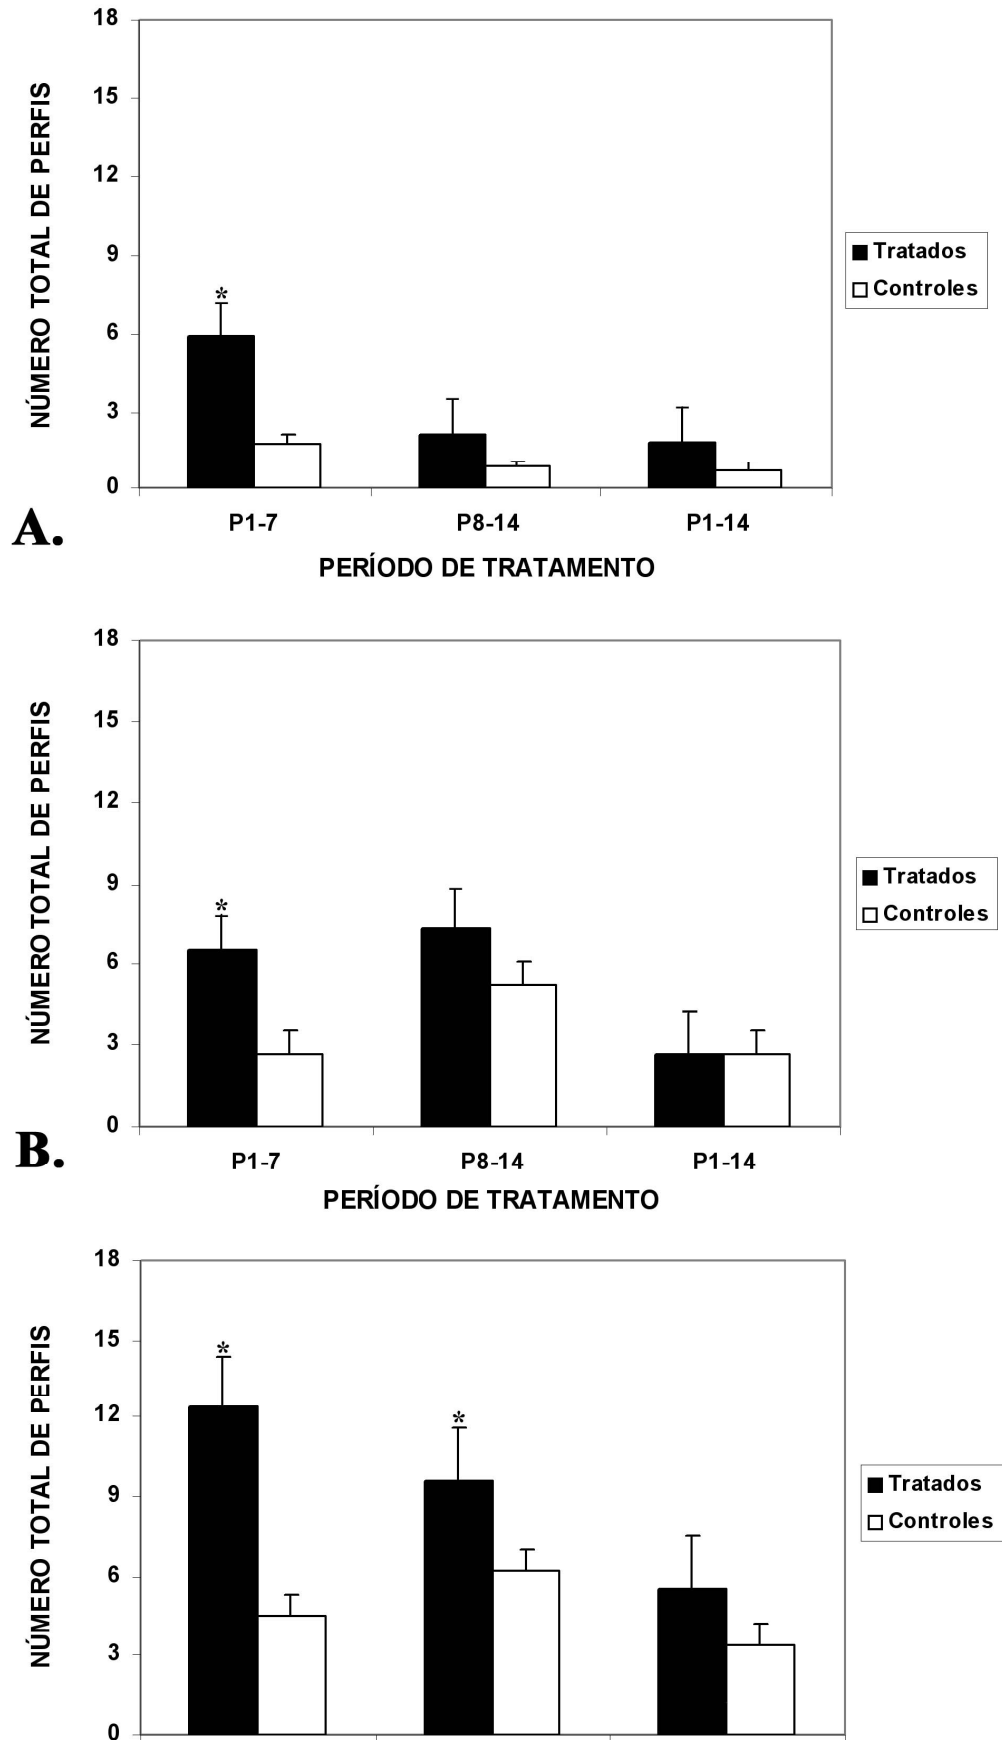 18
15
12
9
6
3
0
NÚMERO TOTAL DE PERFIS
*
Tratados
Controles
P1-7 P8-14 P1-14
A.
PERÍODO DE TRATAMENTO
18
15
12
9
6
3
0
NÚMERO TOTAL DE PERFIS
*
Tratados
Controles
B.
P1-7 P8-14 P1-14
PERÍODO DE TRATAMENTO
18
15
12
9
6
3
0
NÚMERO TOTAL DE PERFIS
*
*
Tratados
Controles